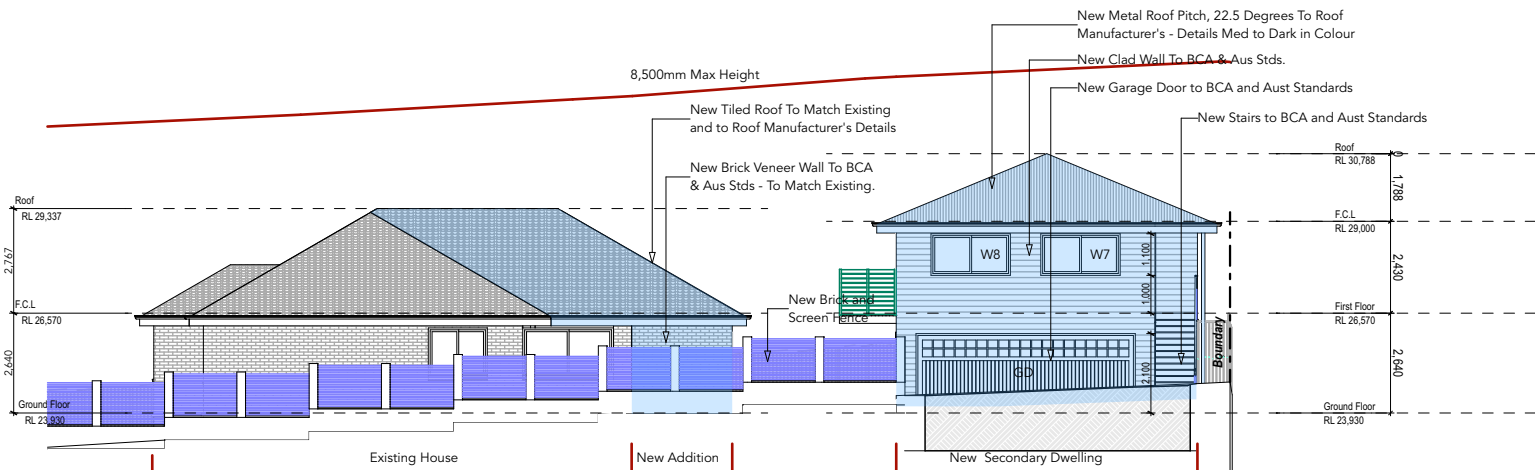 New Metal Roof Pitch, 22.5 Degrees To Roof
Manufacturer's - Details Med to Dark in Colour
New Clad Wall To BCA & Aus Stds.
8,500mm Max Height
New Garage Door to BCA and Aust Standards
New Tiled Roof To Match Existing
and to Roof Manufacturer's Details
New Stairs to BCA and Aust Standards
New Brick Veneer Wall To BCA
& Aus Stds - To Match Existing.
Roof
RL 30,788
0
1,788
Roof
RL 29,337
F.C.L
RL 29,000
2,767
W8
W7
1,100
2,430
1,000
New Brick and
Screen Fence
F.C.L
RL 26,570
First Floor
RL 26,570
Boundary
2,640
2,100
GD
2,640
Ground Floor
RL 23,930
Ground Floor
RL 23,930
Existing House
New Addition
New Secondary Dwelling